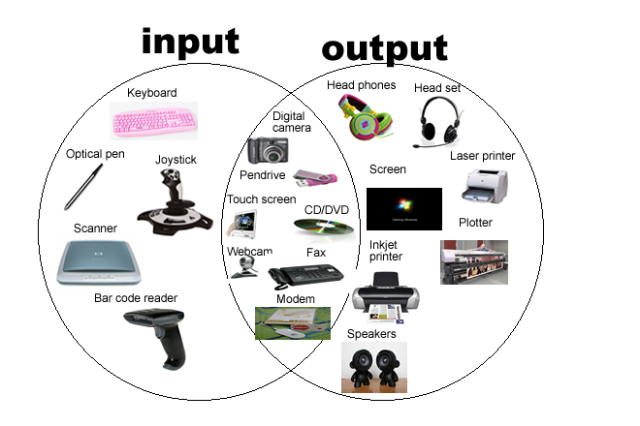 input
output
Keyboard
Optical pen
Joystick
Scanner
Bar code reader
Digital
camera
Pendrive
Touch screen
CD/DVD
Webcam
Fax
Modem
Head phones
Head set
Laser printer
Screen
Plotter
Inkjet
printer
Speakers